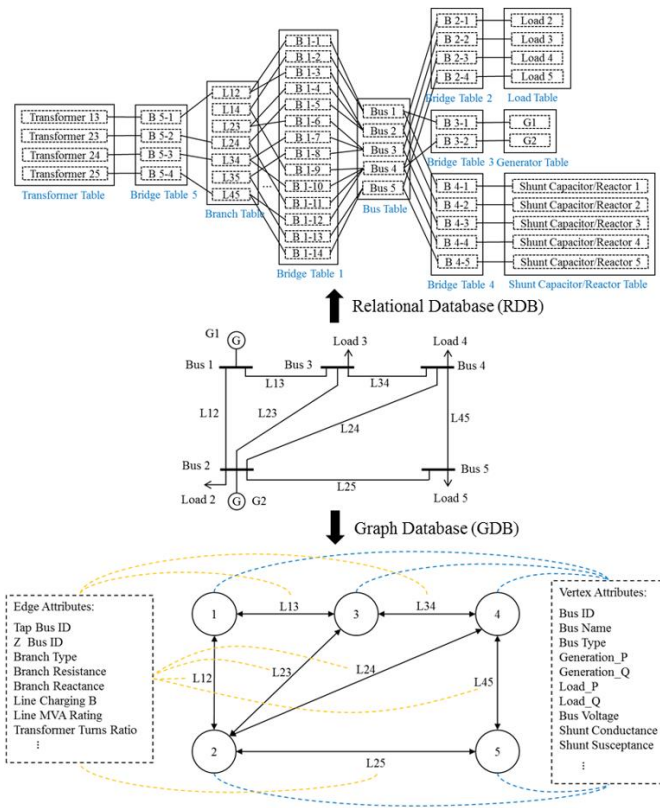 Transformer 13
Transformer 23
Transformer 24
Transformer 25
Transformer Table
B 5-1
B 5-2
B 5-3
B 5-4
Bridge Table 5
L12
L14
L23
L24
L34
L35
L45
Branch Table
...
B 1-1
B 1-2
B 1-3
B 1-4
B 1-5
B 1-6
B 1-7
B 1-8
B 1-9
B 1-10
B 1-11
B 1-12
B 1-13
B 1-14
Bridge Table 1
Bus 1
Bus 2
Bus 3
Bus 4
Bus 5
Bus Table
B 2-1
B 2-2
B 2-3
B 2-4
Bridge Table 2
Load 2
Load 3
Load 4
Load 5
Load Table
B 3-1
B 3-2
Bridge Table 3
G1
G2
Generator Table
B 4-1
B 4-2
B 4-3
B 4-4
B 4-5
Bridge Table 4
Shunt Capacitor/Reactor 1
Shunt Capacitor/Reactor 2
Shunt Capacitor/Reactor 3
Shunt Capacitor/Reactor 4
Shunt Capacitor/Reactor 5
Shunt Capacitor/Reactor Table
Relational Database (RDB)
G1
G
Load 3
Load 4
Bus 1
Bus 3
Bus 4
L13
L34
L12
L23
L24
L45
Bus 2
Bus 5
L25
Load 2
G
G2
Load 5
Graph Database (GDB)
Edge Attributes:
Tap Bus ID
Z Bus ID
Branch Type
Branch Resistance
Branch Reactance
Line Charging B
Line MVA Rating
Transformer Turns Ratio
⋮
1
L13
3
L34
4
L12
L23
L24
L45
2
L25
5
Vertex Attributes:
Bus ID
Bus Name
Bus Type
Generation_P
Generation_Q
Load_P
Load_Q
Bus Voltage
Shunt Conductance
Shunt Susceptance
⋮